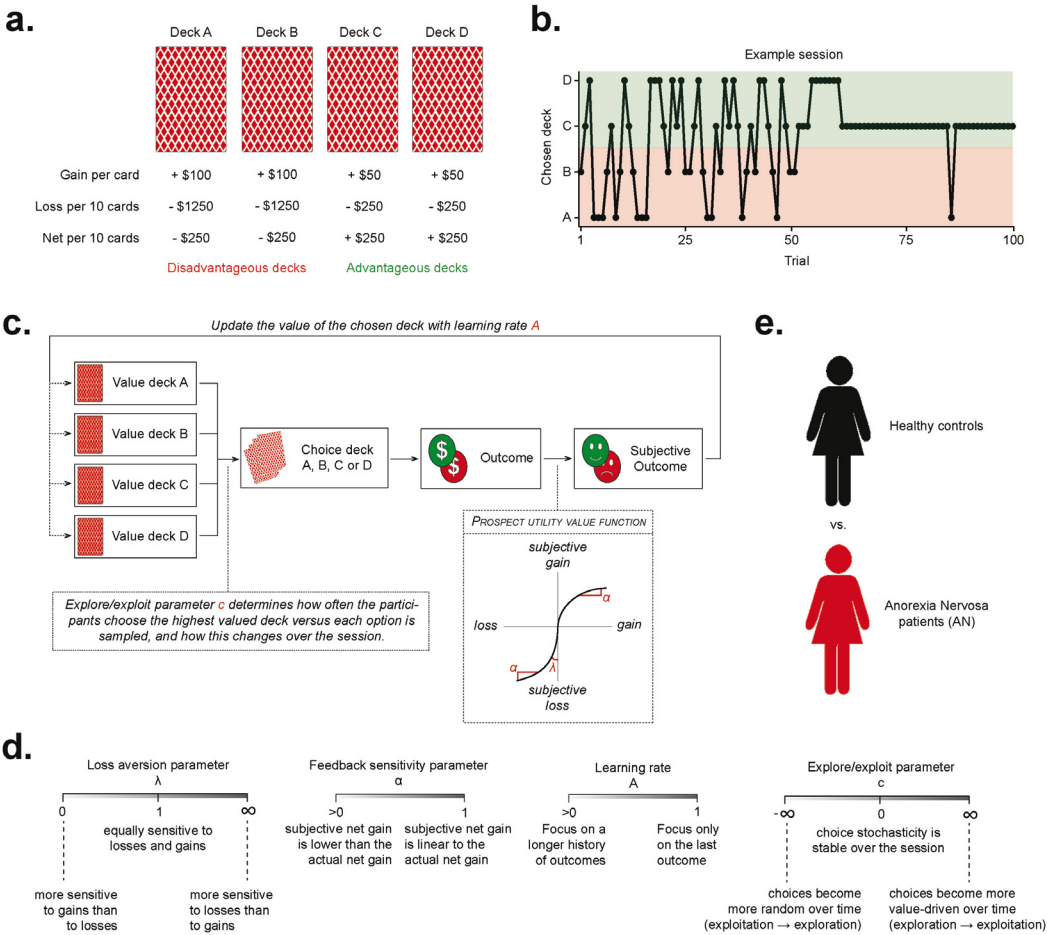 a.
Deck A Deck B Deck C Deck D
Gain per card + $100 + $100 + $50 + $50
Loss per 10 cards - $1250 - $1250 - $250 - $250
Net per 10 cards - $250 - $250 + $250 + $250
Disadvantageous decks Advantageous decks
b.
Example session
Chosen deck
D
C
B
A
1 25 50 75 100
Trial
c.
Update the value of the chosen deck with learning rate A
Value deck A
Value deck B
Value deck C
Value deck D
Choice deck
A, B, C or D
$
$
Outcome
Subjective
Outcome
Explore/exploit parameter c determines how often the partici-
pants choose the highest valued deck versus each option is
sampled, and how this changes over the session.
PROSPECT UTILITY VALUE FUNCTION
subjective
gain
α
loss gain
α λ
subjective
loss
e.
Healthy controls
vs.
Anorexia Nervosa
patients (AN)
d.
Loss aversion parameter
λ
0 1 ∞
equally sensitive to
losses and gains
more sensitive
to gains than
to losses
more sensitive
to losses than
to gains
Feedback sensitivity parameter
α
>0 1
subjective net gain
is lower than the
actual net gain
subjective net gain
is linear to the
actual net gain
Learning rate
A
>0 1
Focus on a
longer history
of outcomes
Focus only
on the last
outcome
Explore/exploit parameter
c
-∞ 0 ∞
choice stochasticity is
stable over the session
choices become
more random over time
(exploitation → exploration)
choices become more
value-driven over time
(exploration → exploitation)